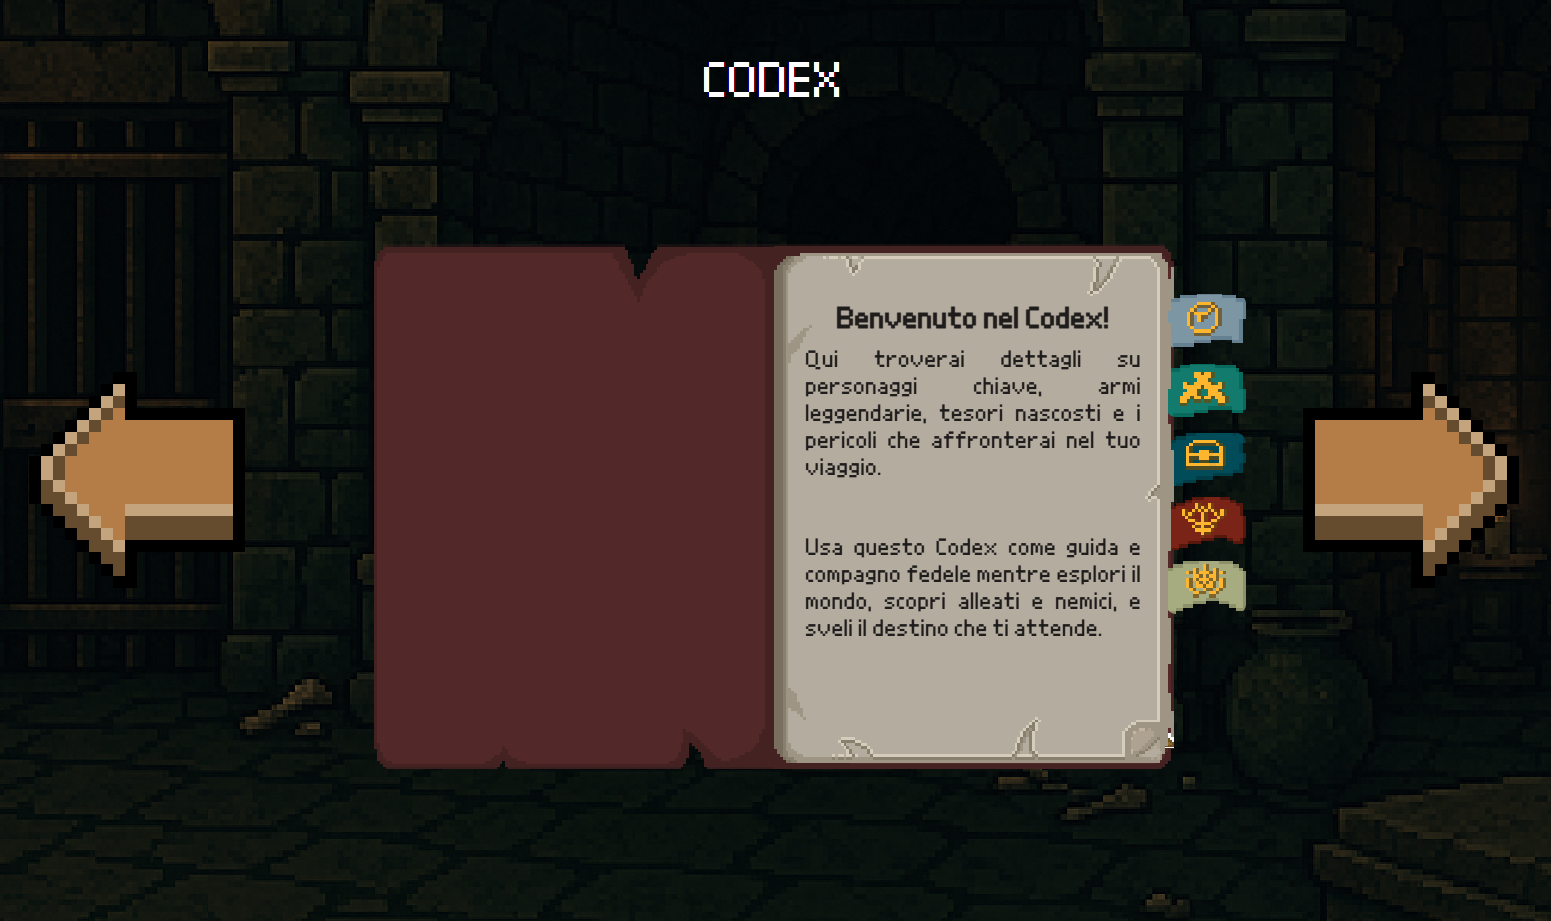 CODEX
Benvenuto nel Codex!
Qui troverai dettagli su
personaggi chiave, armi
leggendarie, tesori nascosti e i
pericoli che affronterai nel tuo
viaggio.
Usa questo Codex come guida e
compagno fedele mentre esplori il
mondo, scopri alleati e nemici, e
sveli il destino che ti attende.